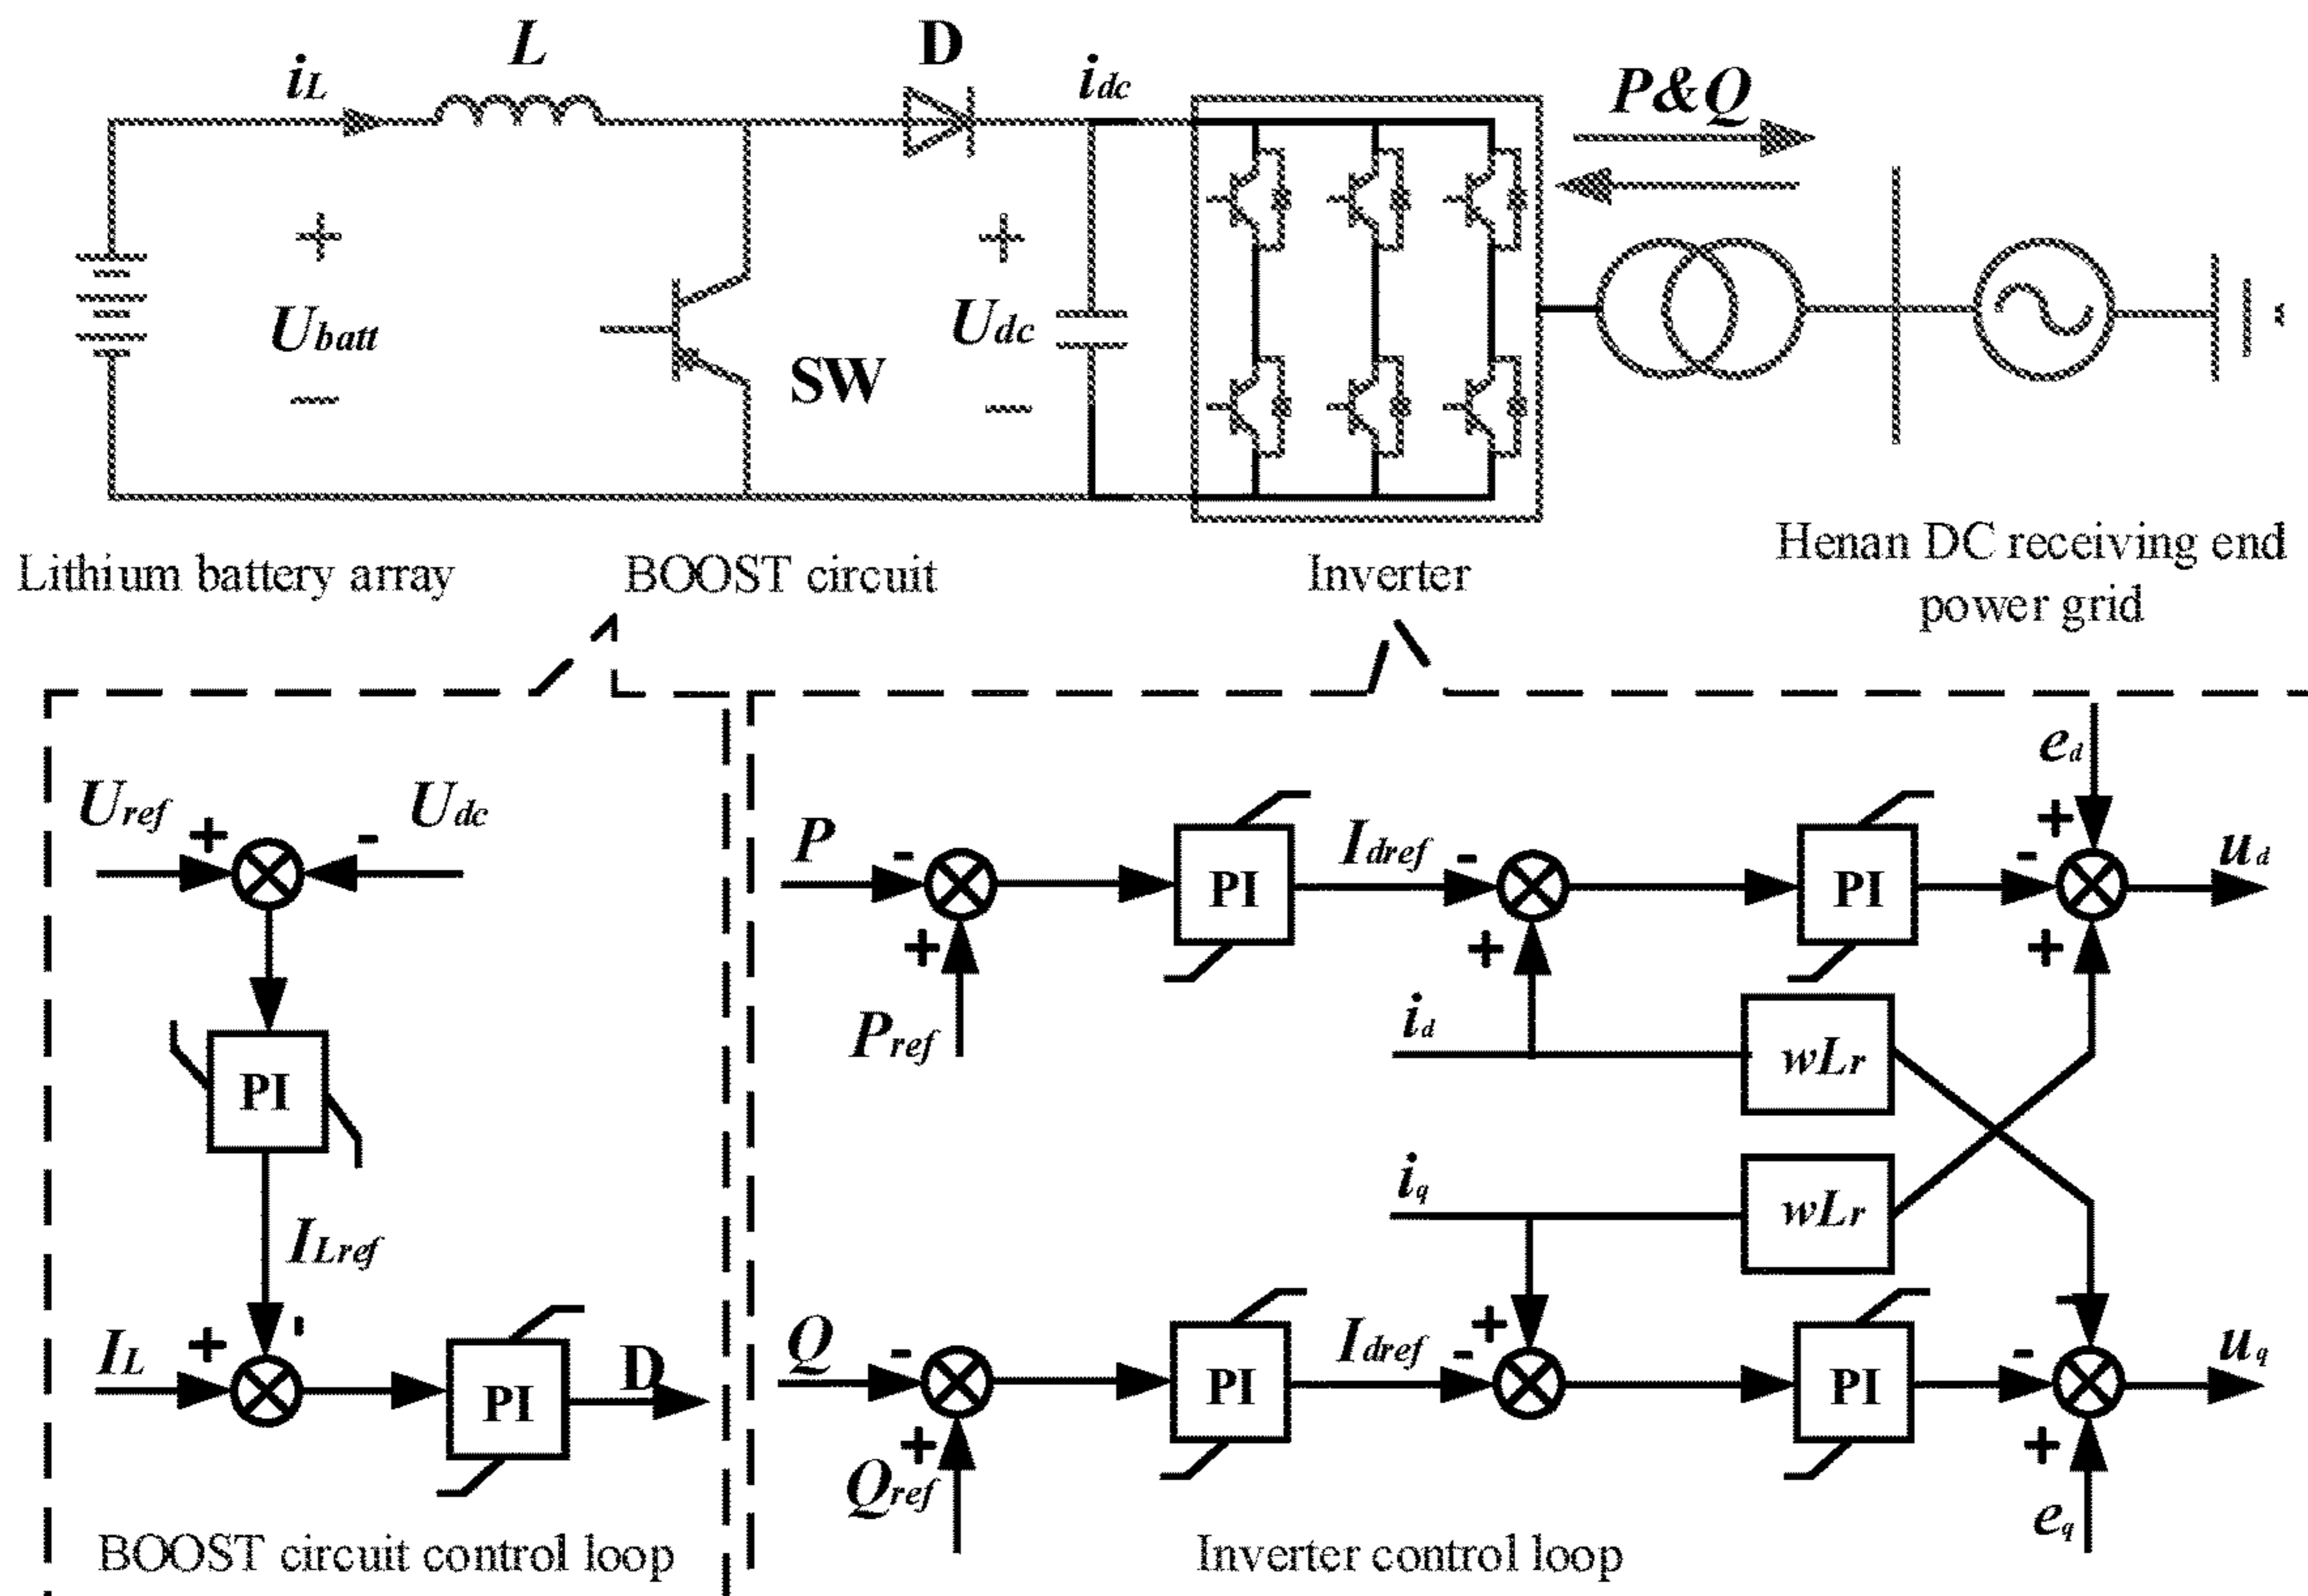 L
D
iL
idc
P&Q
+
+
Ubatt
Udc
SW
−
−
Lithium battery array
BOOST circuit
Inverter
Henan DC receiving end
power grid
Uref
+
-
Udc
PI
ILref
IL
+
-
PI
D
BOOST circuit control loop
P
-
+
Pref
PI
Idref
-
+
PI
ed
+
-
+
ud
id
wLr
iq
wLr
Q
-
+
Qref
PI
Idref
+
-
PI
-
-
+
uq
eq
Inverter control loop